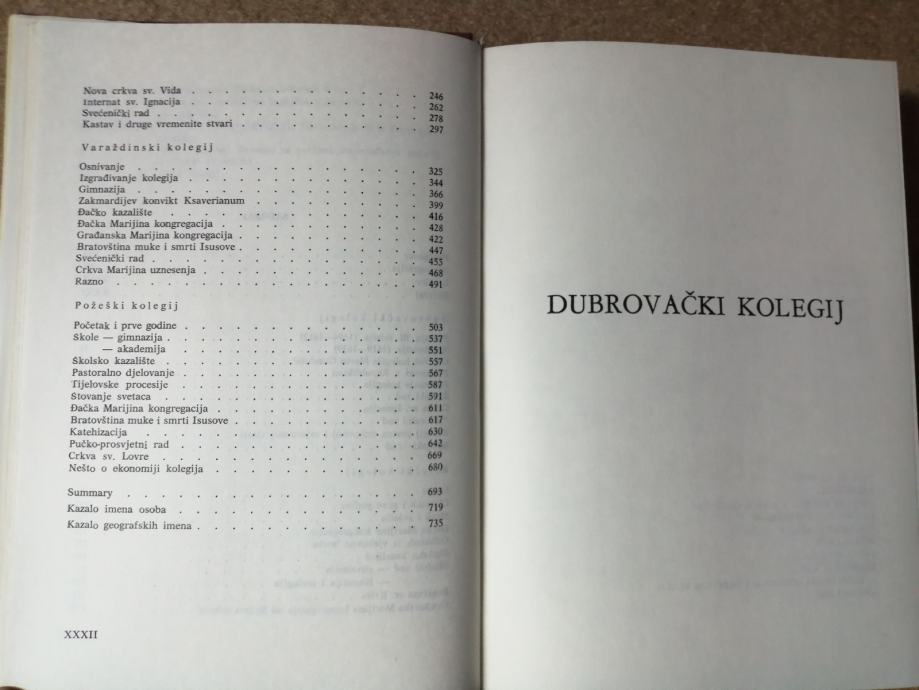 Nova crkva sv. Vida . . . . . . . . . . . . . 246
Internat sv. Ignacija . . . . . . . . . . . . . 262
Svećenički rad . . . . . . . . . . . . . . 278
Kastav i druge vremenite stvari . . . . . . . . . . 297
Varaždinski kolegij
Osnivanje . . . . . . . . . . . . . . . 325
Izgrađivanje kolegija . . . . . . . . . . . . . 344
Gimnazija . . . . . . . . . . . . . . . 366
Zakmardijev konvikt Ksaverianum . . . . . . . . . . 399
Đačko kazalište . . . . . . . . . . . . . . 416
Đačka Marijina kongregacija . . . . . . . . . . . 428
Građanska Marijina kongregacija . . . . . . . . . . 422
Bratovština muke i smrti Isusove . . . . . . . . . . 447
Svećenički rad . . . . . . . . . . . . . . 455
Crkva Marijina uznesenja . . . . . . . . . . . . 468
Razno . . . . . . . . . . . . . . . . 491
Požeški kolegij
Početak i prve godine . . . . . . . . . . . . . 503
Škole — gimnazija . . . . . . . . . . . . . . 537
— akademija . . . . . . . . . . . . . . 551
Školsko kazalište . . . . . . . . . . . . . . 557
Pastoralno djelovanje . . . . . . . . . . . . . 567
Tijelovske procesije . . . . . . . . . . . . . 587
Štovanje svetaca . . . . . . . . . . . . . . 591
Đačka Marijina kongregacija . . . . . . . . . . . 611
Bratovština muke i smrti Isusove . . . . . . . . . . 617
Katehizacija . . . . . . . . . . . . . . . 630
Pučko-prosvjetni rad . . . . . . . . . . . . . 642
Crkva sv. Lovre . . . . . . . . . . . . . . 669
Nešto o ekonomiji kolegija . . . . . . . . . . . 680
Summary . . . . . . . . . . . . . . . 693
Kazalo imena osoba . . . . . . . . . . . . . 719
Kazalo geografskih imena . . . . . . . . . . . . 735
XXXII
DUBROVAČKI KOLEGIJ